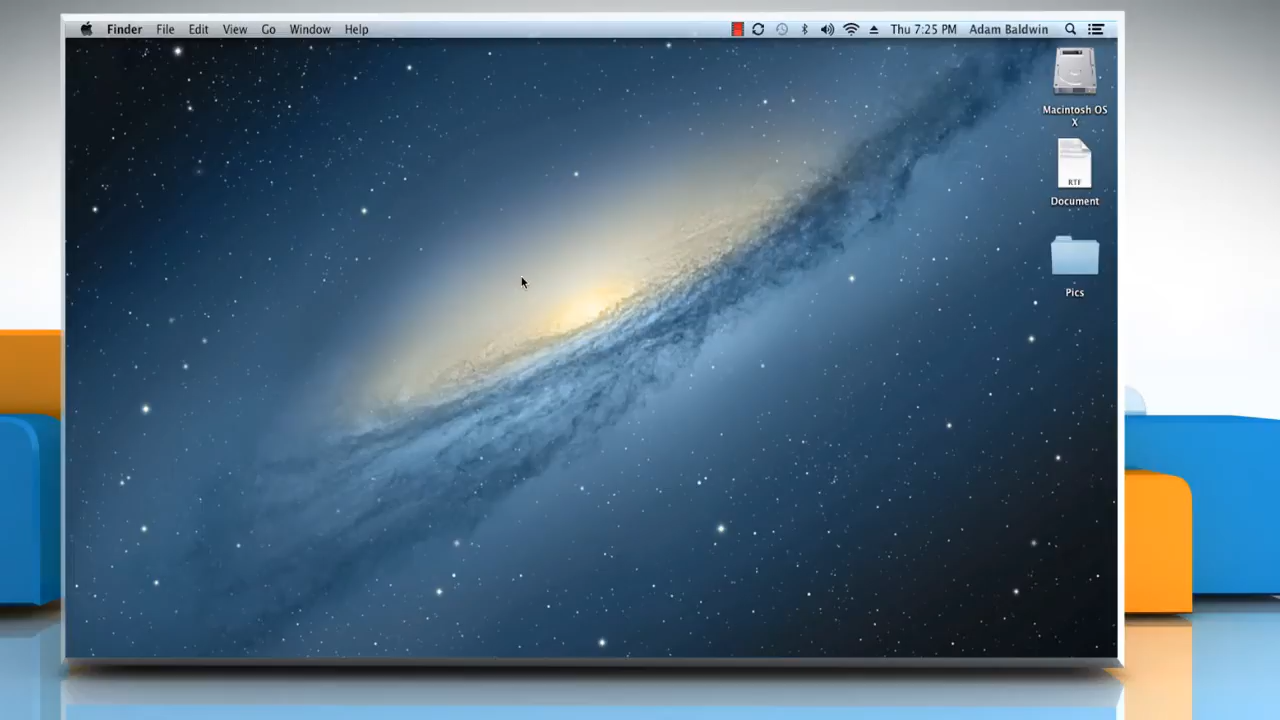 Finder File Edit View Go Window Help Thu 7:25 PM Adam Baldwin
Macintosh OS
X
RTF
Document
Pics